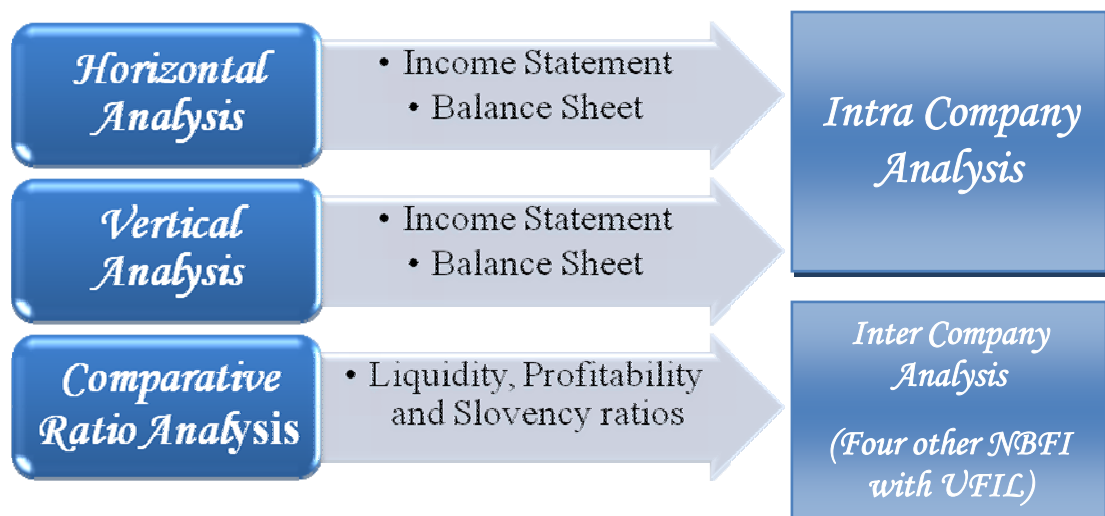 Horizontal
Analysis
• Income Statement
• Balance Sheet
Intra Company
Analysis
Vertical
Analysis
• Income Statement
• Balance Sheet
Comparative
Ratio Analysis
• Liquidity, Profitability
and Slovency ratios
Inter Company
Analysis
(Four other NBFI
with UFIL)